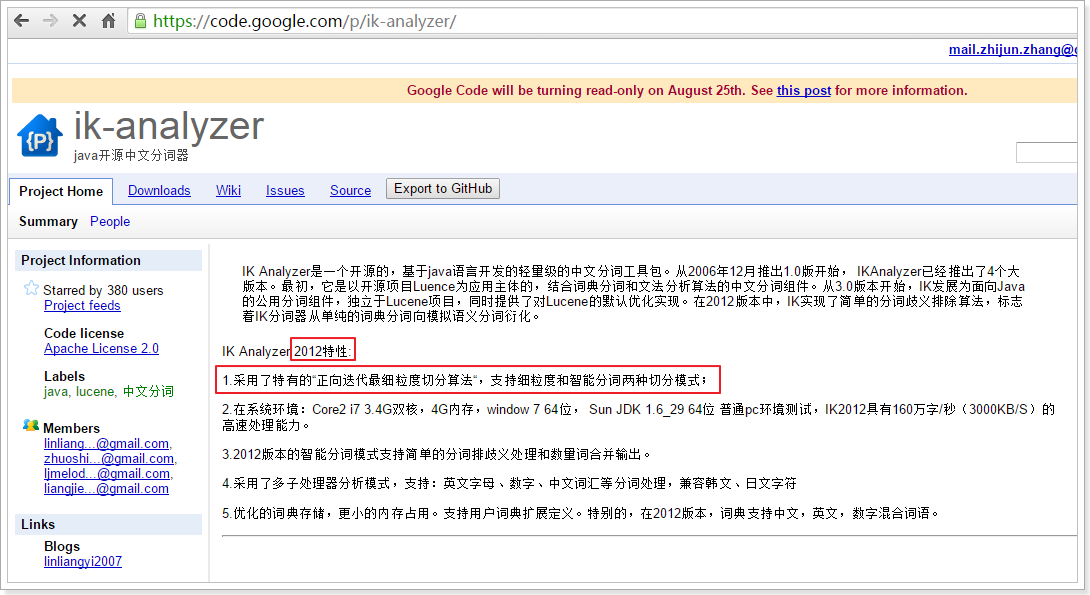 https://code.google.com/p/ik-analyzer/
mail.zhijun.zhang@
Google Code will be turning read-only on August 25th. See this post for more information.
{P}
ik-analyzer
java开源中文分词器
Project Home Downloads Wiki Issues Source Export to GitHub
Summary People
Project Information
Starred by 380 users
Project feeds
Code license
Apache License 2.0
Labels
java, lucene, 中文分词
Members
linliang...@gmail.com,
zhuoshi...@gmail.com,
ljmelod...@gmail.com,
liangjie...@gmail.com
Links
Blogs
linliangyi2007
IK Analyzer是一个开源的，基于java语言开发的轻量级的中文分词工具包。从2006年12月推出1.0版开始， IKAnalyzer已经推出了4个大
版本。最初，它是以开源项目Luence为应用主体的，结合词典分词和文法分析算法的中文分词组件。从3.0版本开始，IK发展为面向Java
的公用分词组件，独立于Lucene项目，同时提供了对Lucene的默认优化实现。在2012版本中，IK实现了简单的分词歧义排除算法，标志
着IK分词器从单纯的词典分词向模拟语义分词衍化。
IK Analyzer 2012特性:
1.采用了特有的“正向迭代最细粒度切分算法“，支持细粒度和智能分词两种切分模式；
2.在系统环境：Core2 i7 3.4G双核，4G内存，window 7 64位， Sun JDK 1.6_29 64位 普通pc环境测试，IK2012具有160万字/秒（3000KB/S）的
高速处理能力。
3.2012版本的智能分词模式支持简单的分词排歧义处理和数量词合并输出。
4.采用了多子处理器分析模式，支持：英文字母、数字、中文词汇等分词处理，兼容韩文、日文字符
5.优化的词典存储，更小的内存占用。支持用户词典扩展定义。特别的，在2012版本，词典支持中文，英文，数字混合词语。